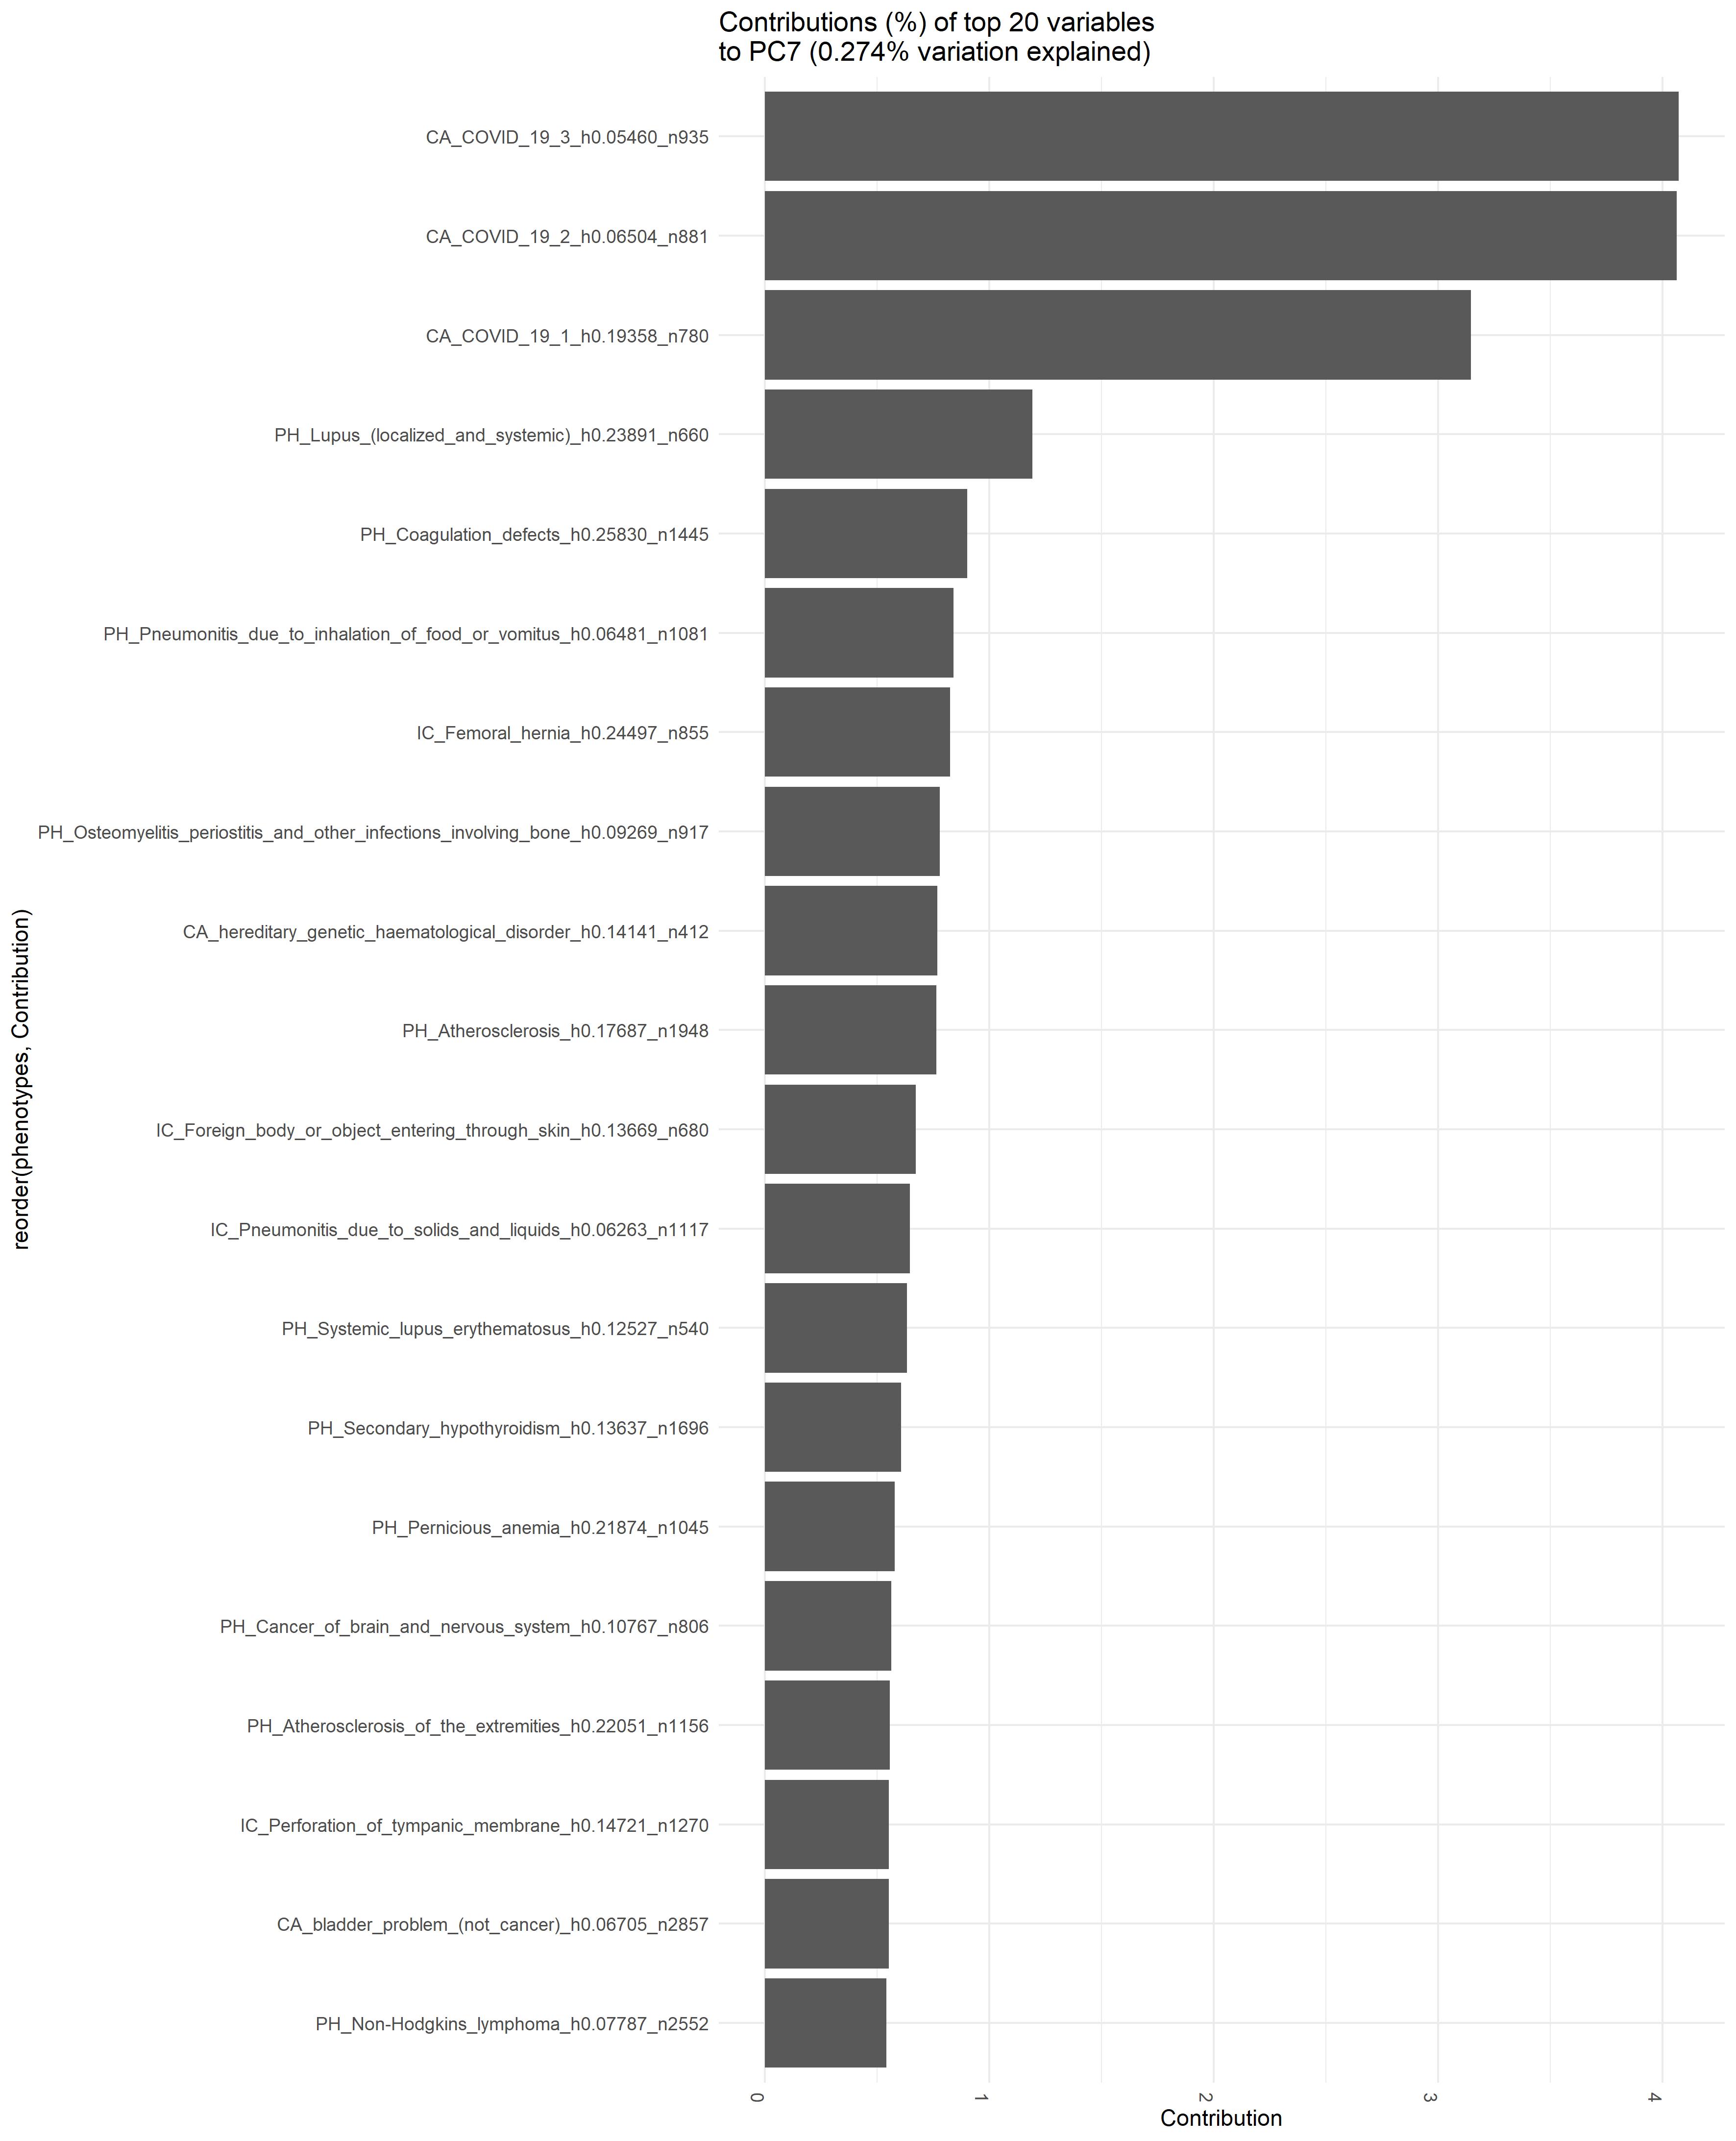 Contributions (%) of top 20 variables
to PC7 (0.274% variation explained)
CA_COVID_19_3_h0.05460_n935
CA_COVID_19_2_h0.06504_n881
CA_COVID_19_1_h0.19358_n780
PH_Lupus_(localized_and_systemic)_h0.23891_n660
PH_Coagulation_defects_h0.25830_n1445
PH_Pneumonitis_due_to_inhalation_of_food_or_vomitus_h0.06481_n1081
IC_Femoral_hernia_h0.24497_n855
PH_Osteomyelitis_periostitis_and_other_infections_involving_bone_h0.09269_n917
CA_hereditary_genetic_haematological_disorder_h0.14141_n412
PH_Atherosclerosis_h0.17687_n1948
IC_Foreign_body_or_object_entering_through_skin_h0.13669_n680
IC_Pneumonitis_due_to_solids_and_liquids_h0.06263_n1117
PH_Systemic_lupus_erythematosus_h0.12527_n540
PH_Secondary_hypothyroidism_h0.13637_n1696
PH_Pernicious_anemia_h0.21874_n1045
PH_Cancer_of_brain_and_nervous_system_h0.10767_n806
PH_Atherosclerosis_of_the_extremities_h0.22051_n1156
IC_Perforation_of_tympanic_membrane_h0.14721_n1270
CA_bladder_problem_(not_cancer)_h0.06705_n2857
PH_Non-Hodgkins_lymphoma_h0.07787_n2552
reorder(phenotypes, Contribution)
0
1
2
3
4
Contribution